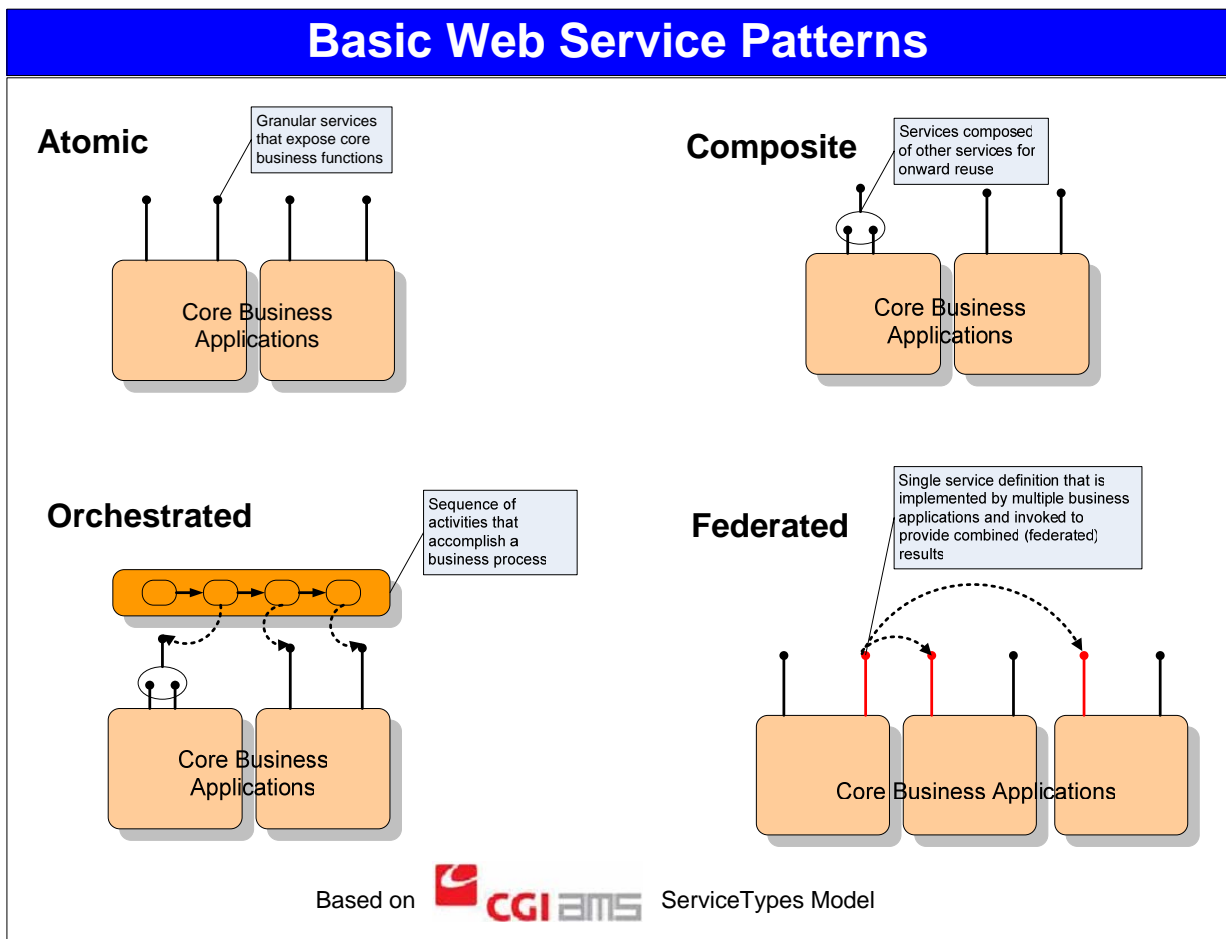 Basic Web Service Patterns
Atomic
Granular services
that expose core
business functions
Core Business
Applications
Composite
Services composed
of other services for
onward reuse
Core Business
Applications
Orchestrated
Sequence of
activities that
accomplish a
business process
Core Business
Applications
Federated
Single service definition that is
implemented by multiple business
applications and invoked to
provide combined (federated)
results
Core Business Applications
Based on CGI AMS ServiceTypes Model